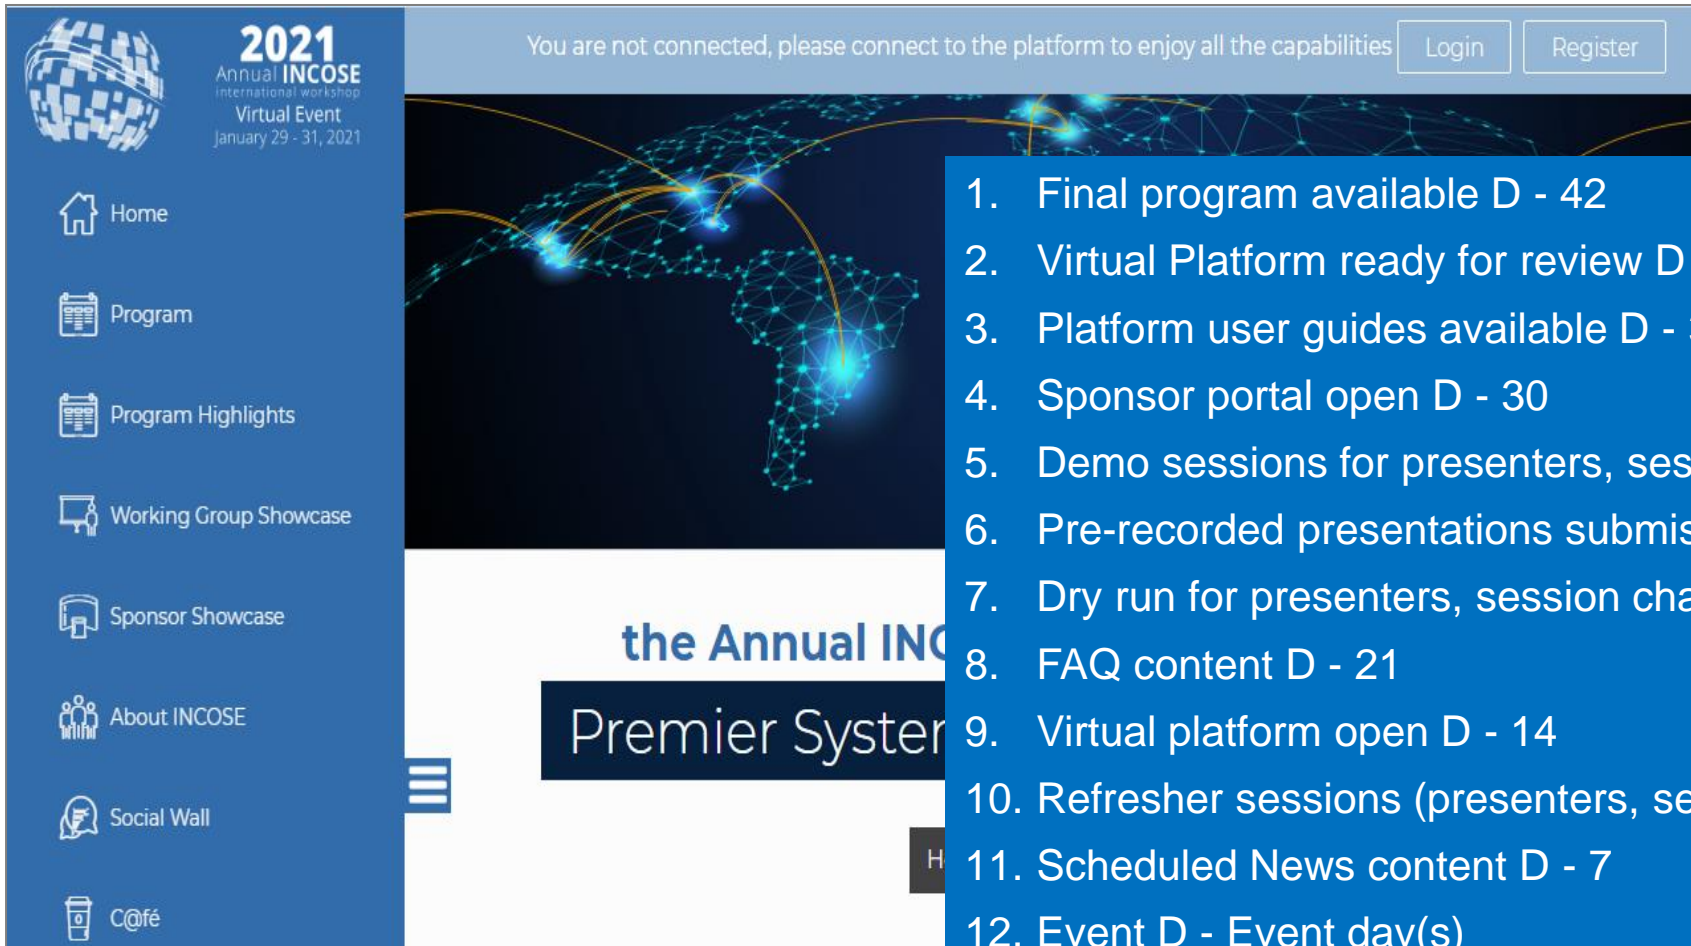 2021
Annual INCOSE
international workshop
Virtual Event
January 29 - 31, 2021
You are not connected, please connect to the platform to enjoy all the capabilities
Login
Register
Home
Program
Program Highlights
Working Group Showcase
Sponsor Showcase
About INCOSE
Social Wall
C@fé
the Annual INC
Premier Syster
H
1. Final program available D - 42
2. Virtual Platform ready for review D
3. Platform user guides available D -
4. Sponsor portal open D - 30
5. Demo sessions for presenters, ses
6. Pre-recorded presentations submis
7. Dry run for presenters, session cha
8. FAQ content D - 21
9. Virtual platform open D - 14
10. Refresher sessions (presenters, se
11. Scheduled News content D - 7
12. Event D - Event day(s)